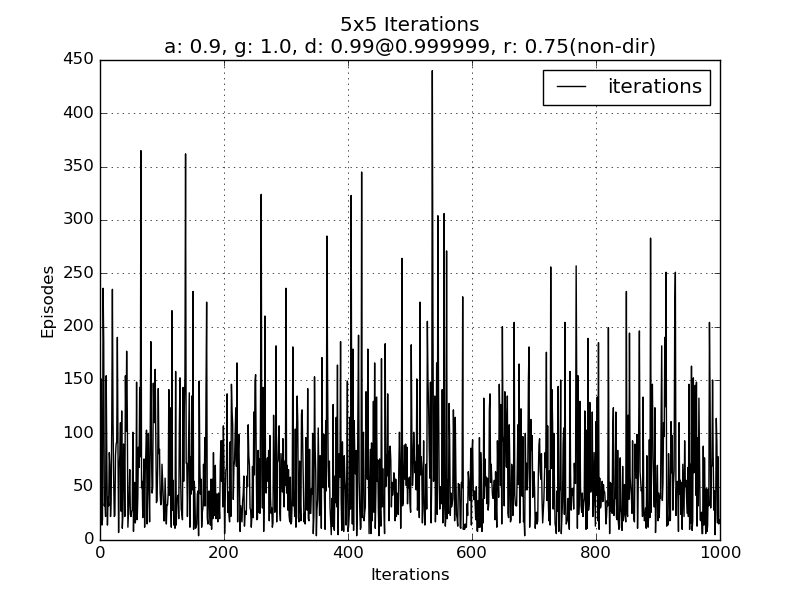 5x5 Iterations
a: 0.9, g: 1.0, d: 0.99@0.999999, r: 0.75(non-dir)
iterations
450
400
350
300
250
200
150
100
50
0
Episodes
0 200 400 600 800 1000
Iterations